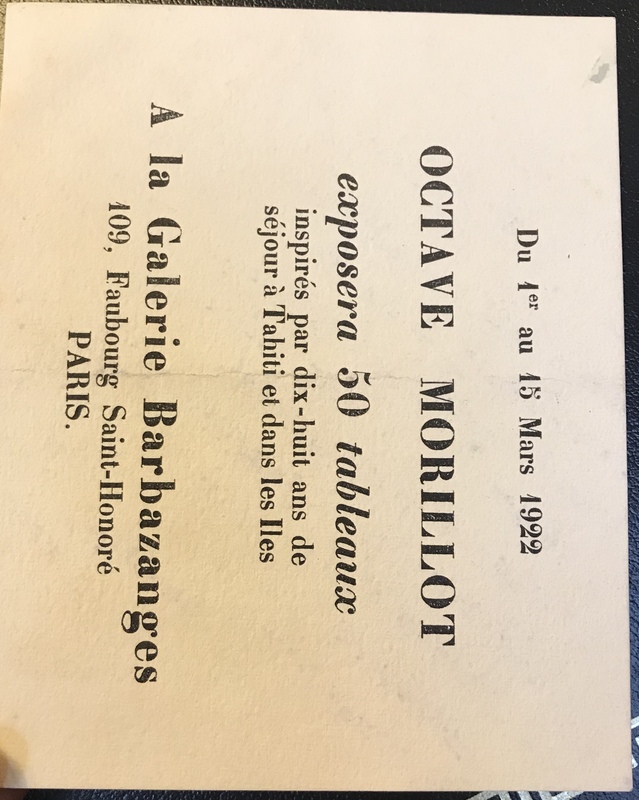 Du 1er au 15 Mars 1922
OCTAVE MORILLOT
exposera 50 tableaux
inspirés par dix-huit ans de
séjour à Tahiti et dans les Iles
A la Galerie Barbazanges
109, Faubourg Saint-Honoré
PARIS.